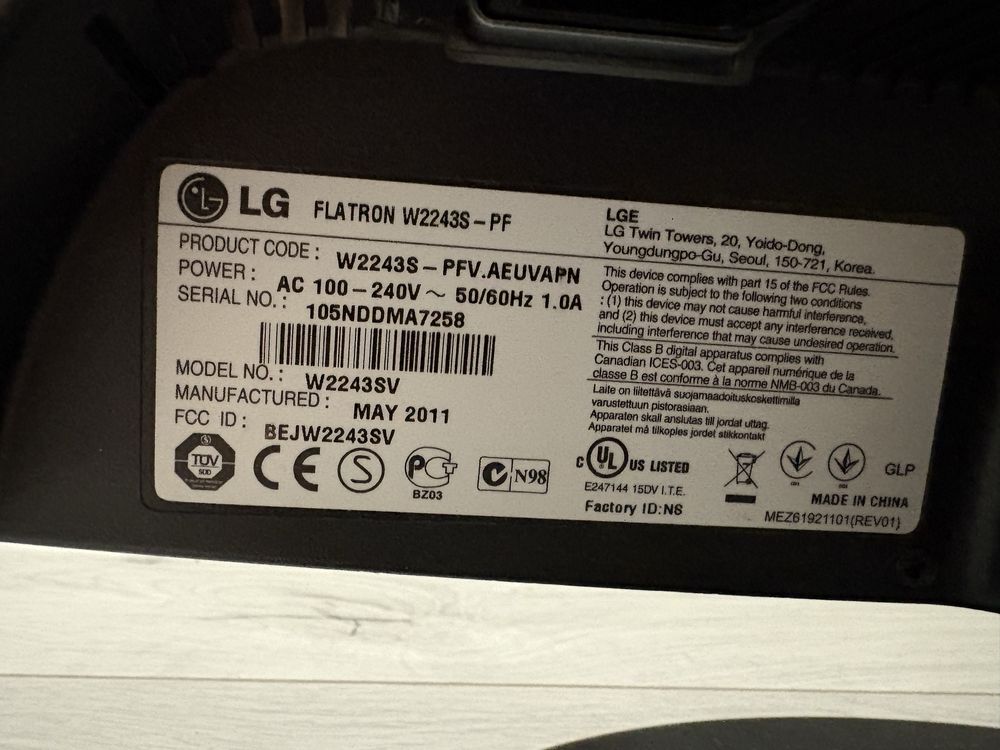 LG FLATRON W2243S-PF
PRODUCT CODE : W2243S-PFV.AEUVAPN
POWER : AC 100-240V ~ 50/60Hz 1.0A
SERIAL NO. : 105NDDMA7258
MODEL NO. : W2243SV
MANUFACTURED : MAY 2011
FCC ID : BEJW2243SV
TÜV
SÜD
CE
S
PCT
BZ03
N98
LGE
LG Twin Towers, 20, Yoido-Dong,
Youngdungpo-Gu, Seoul, 150-721, Korea.
This device complies with part 15 of the FCC Rules.
Operation is subject to the following two conditions
: (1) this device may not cause harmful interference,
and (2) this device must accept any interference received,
including interference that may cause undesired operation.
This Class B digital apparatus complies with
Canadian ICES-003. Cet appareil numérique de la
classe B est conforme à la norme NMB-003 du Canada.
Laite on liitettävä suojamaadoituskoskettimilla
varustettuun pistorasiaan.
Apparaten skall anslutas till jordat uttag.
Apparatet må tilkoples jordet stikkontakt
C UL US LISTED
E247144 15DV I.T.E.
Factory ID:NS
GLP
MADE IN CHINA
MEZ61921101(REV01)